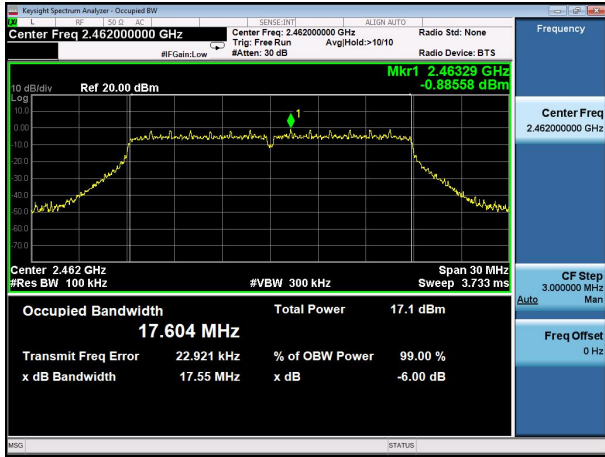 Keysight Spectrum Analyzer - Occupied BW
L RF 50 Ω AC SENSE:INT ALIGN AUTO
Center Freq 2.462000000 GHz
Center Freq: 2.462000000 GHz
Radio Std: None
Trig: Free Run Avg|Hold:>10/10
#IFGain:Low
#Atten: 30 dB
Radio Device: BTS
Frequency
Mkr1 2.46329 GHz
-0.88558 dBm
10 dB/div Ref 20.00 dBm
Log
10.0
0.00
-10.0
-20.0
-30.0
-40.0
-50.0
-60.0
-70.0
1
Center Freq
2.462000000 GHz
Center 2.462 GHz
Span 30 MHz
#Res BW 100 kHz
#VBW 300 kHz
Sweep 3.733 ms
CF Step
3.000000 MHz
Auto Man
Occupied Bandwidth
Total Power 17.1 dBm
17.604 MHz
Transmit Freq Error 22.921 kHz
% of OBW Power 99.00 %
x dB Bandwidth 17.55 MHz
x dB -6.00 dB
Freq Offset
0 Hz
MSG
STATUS